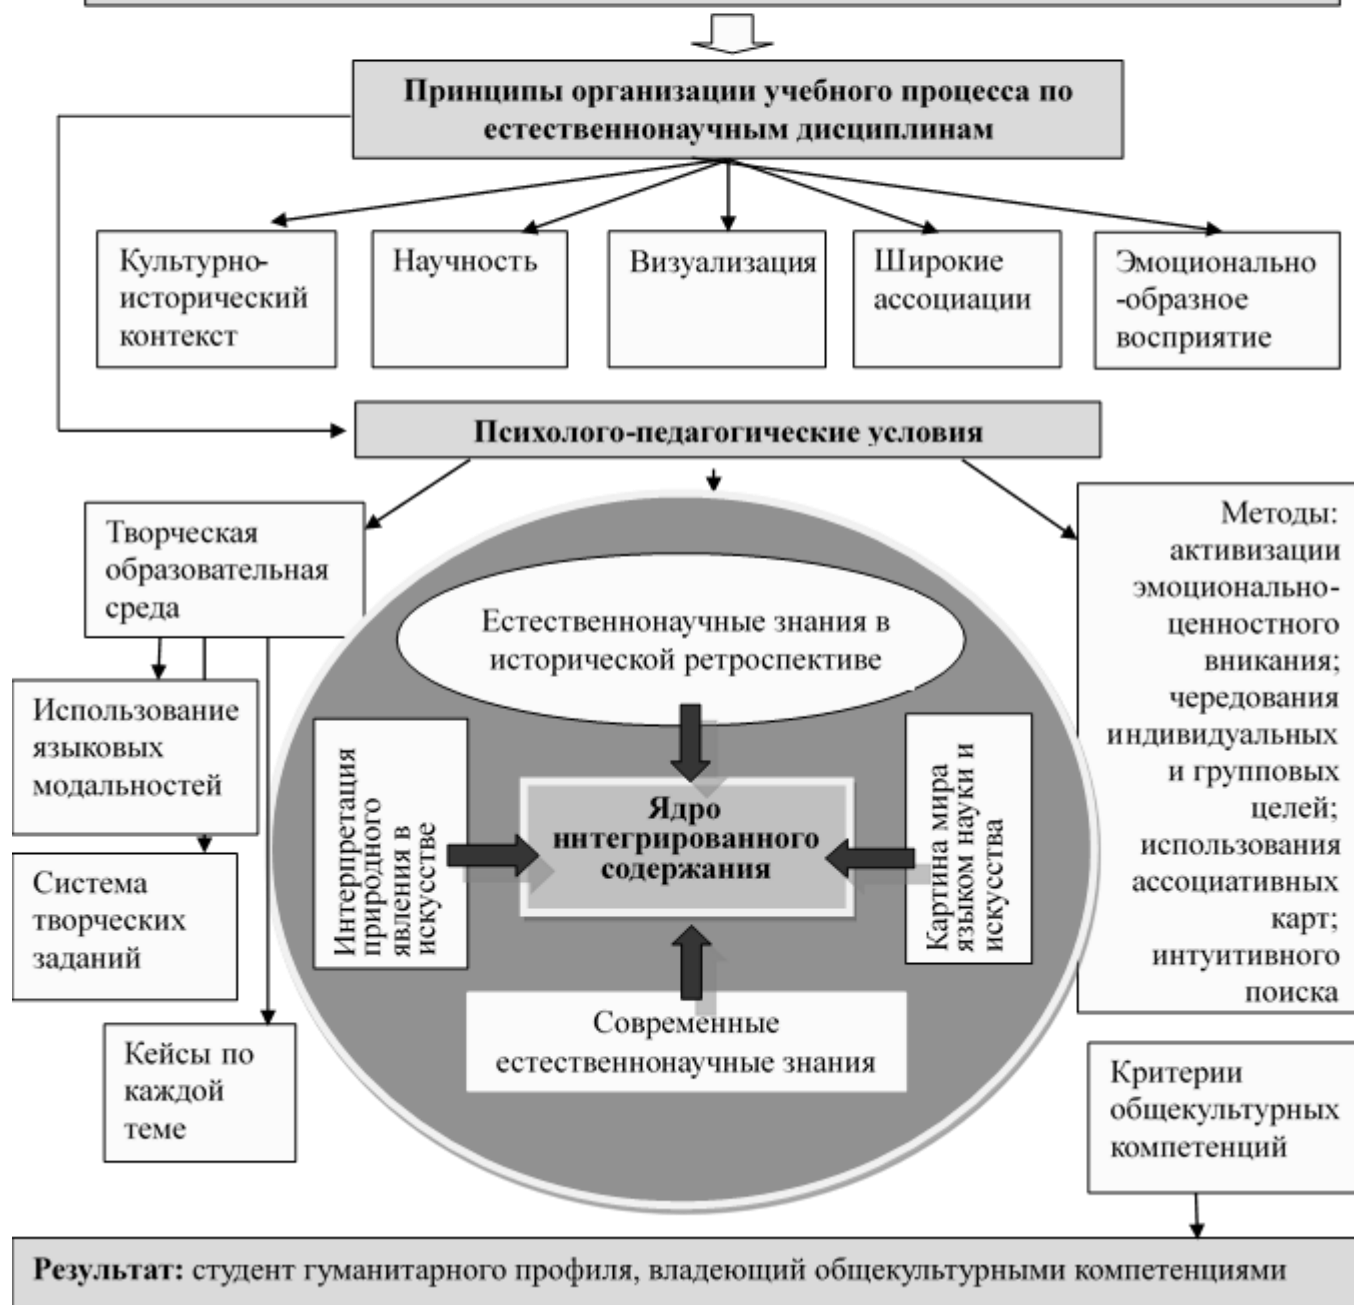 Принципы организации учебного процесса по
естественнонаучным дисциплинам
Культурно-
исторический
контекст
Научность
Визуализация
Широкие
ассоциации
Эмоционально
-образное
восприятие
Психолого-педагогические условия
Творческая
образовательная
среда
Использование
языковых
модальностей
Система
творческих
заданий
Кейсы по
каждой
теме
Естественнонаучные знания в
исторической ретроспективе
Интерпретация
природного
явления в
искусстве
Ядро
интегрированного
содержания
Картина мира
языком науки и
искусства
Современные
естественнонаучные знания
Методы:
активизации
эмоционально-
ценностного
вникания;
чередования
индивидуальных
и групповых
целей;
использования
ассоциативных
карт;
интуитивного
поиска
Критерии
общекультурных
компетенций
Результат: студент гуманитарного профиля, владеющий общекультурными компетенциями